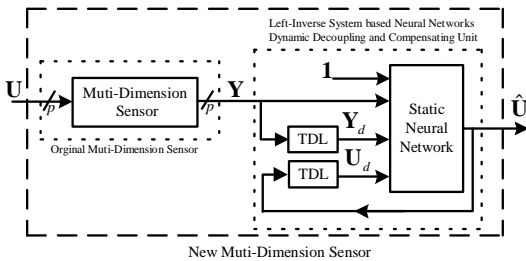 Left-Inverse System based Neural Networks
Dynamic Decoupling and Compensating Unit
U
p
Muti-Dimension
Sensor
p
Y
Orginal Muti-Dimension Sensor
1
TDL
Y_d
TDL
U_d
Static
Neural
Network
Û
New Muti-Dimension Sensor